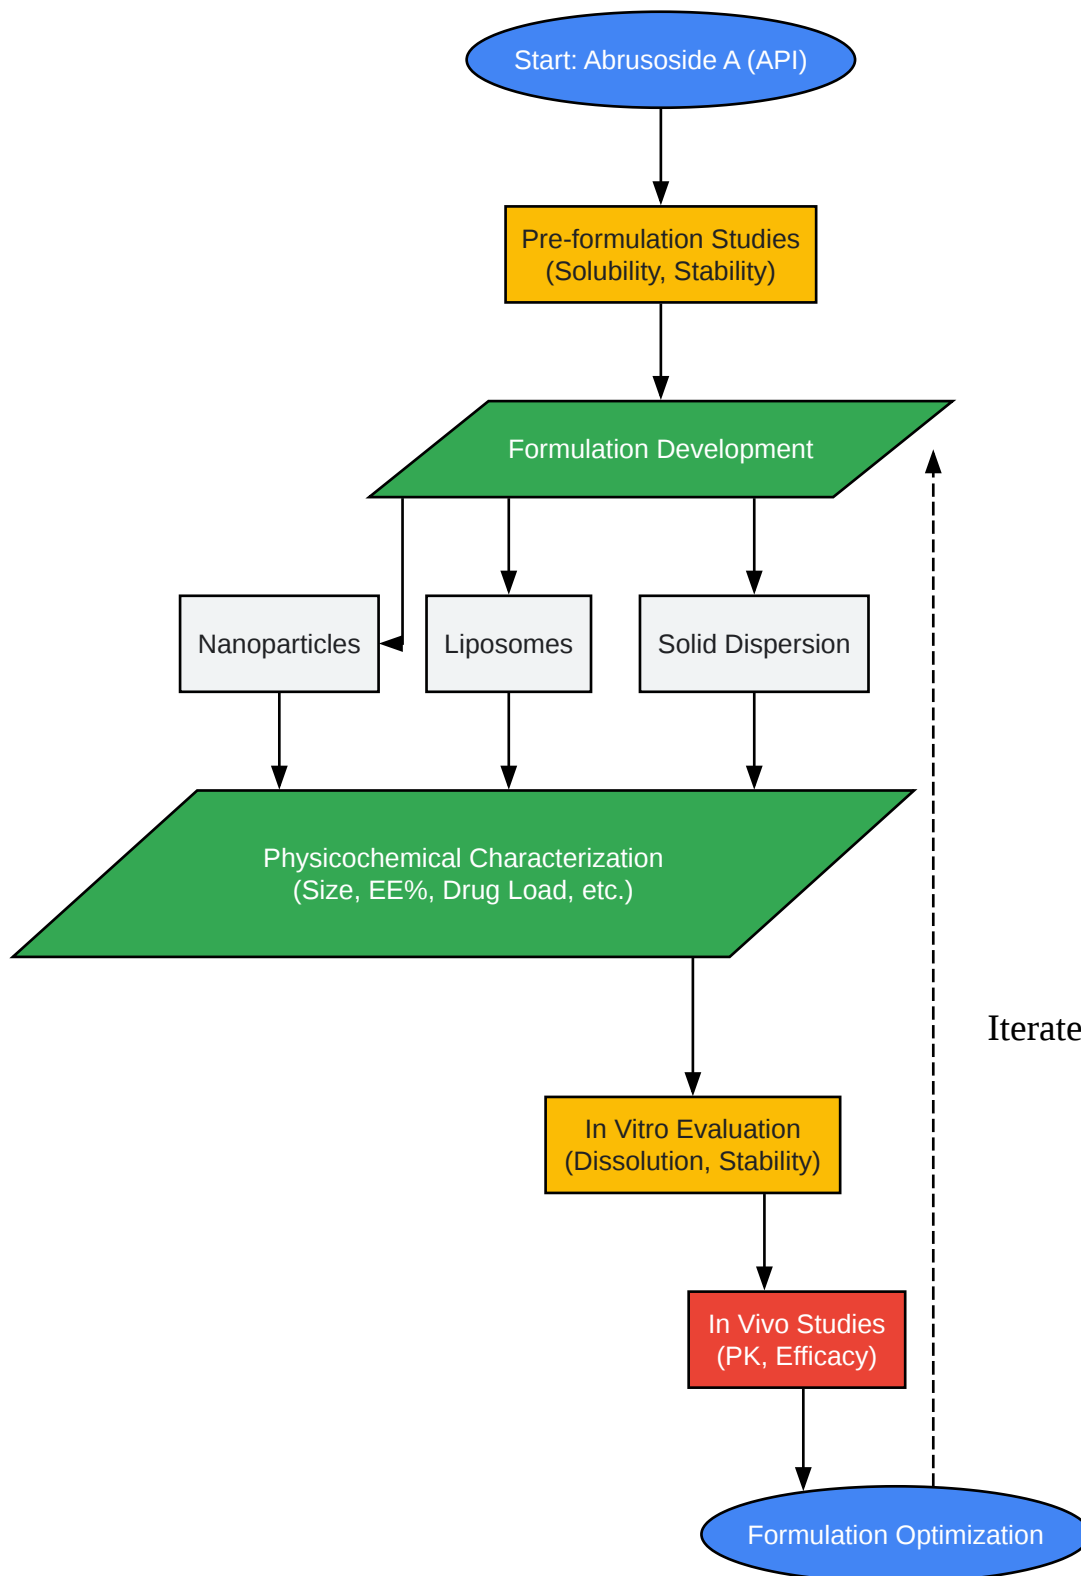 Start: Abrusoside A (API)
Pre-formulation Studies
(Solubility, Stability)
Formulation Development
Nanoparticles
Liposomes
Solid Dispersion
Physicochemical Characterization
(Size, EE%, Drug Load, etc.)
Iterate
In Vitro Evaluation
(Dissolution, Stability)
In Vivo Studies
(PK, Efficacy)
Formulation Optimization